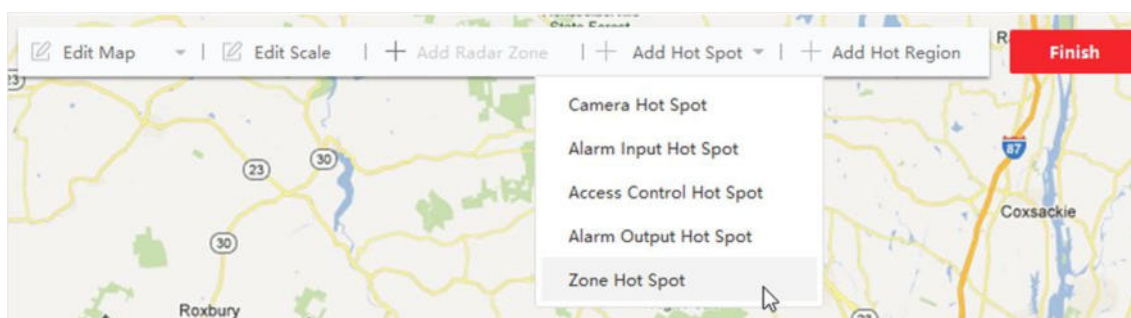 State Forest
Edit Map | Edit Scale | + Add Radar Zone | + Add Hot Spot | + Add Hot Region
Finish
Camera Hot Spot
Alarm Input Hot Spot
Access Control Hot Spot
Alarm Output Hot Spot
Zone Hot Spot
23
30
87
Coxsackie
30
Roxbury